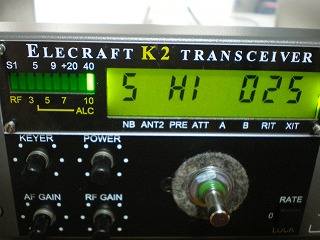 ELECRAFT K2 TRANSCEIVER
S1 5 9 +20 40
5 HI 025
RF 3 5 10
ALC
NB ANT2 PRE ATT A B RIT XIT
KEYER POWER
AF GAIN RF GAIN
RATE
0